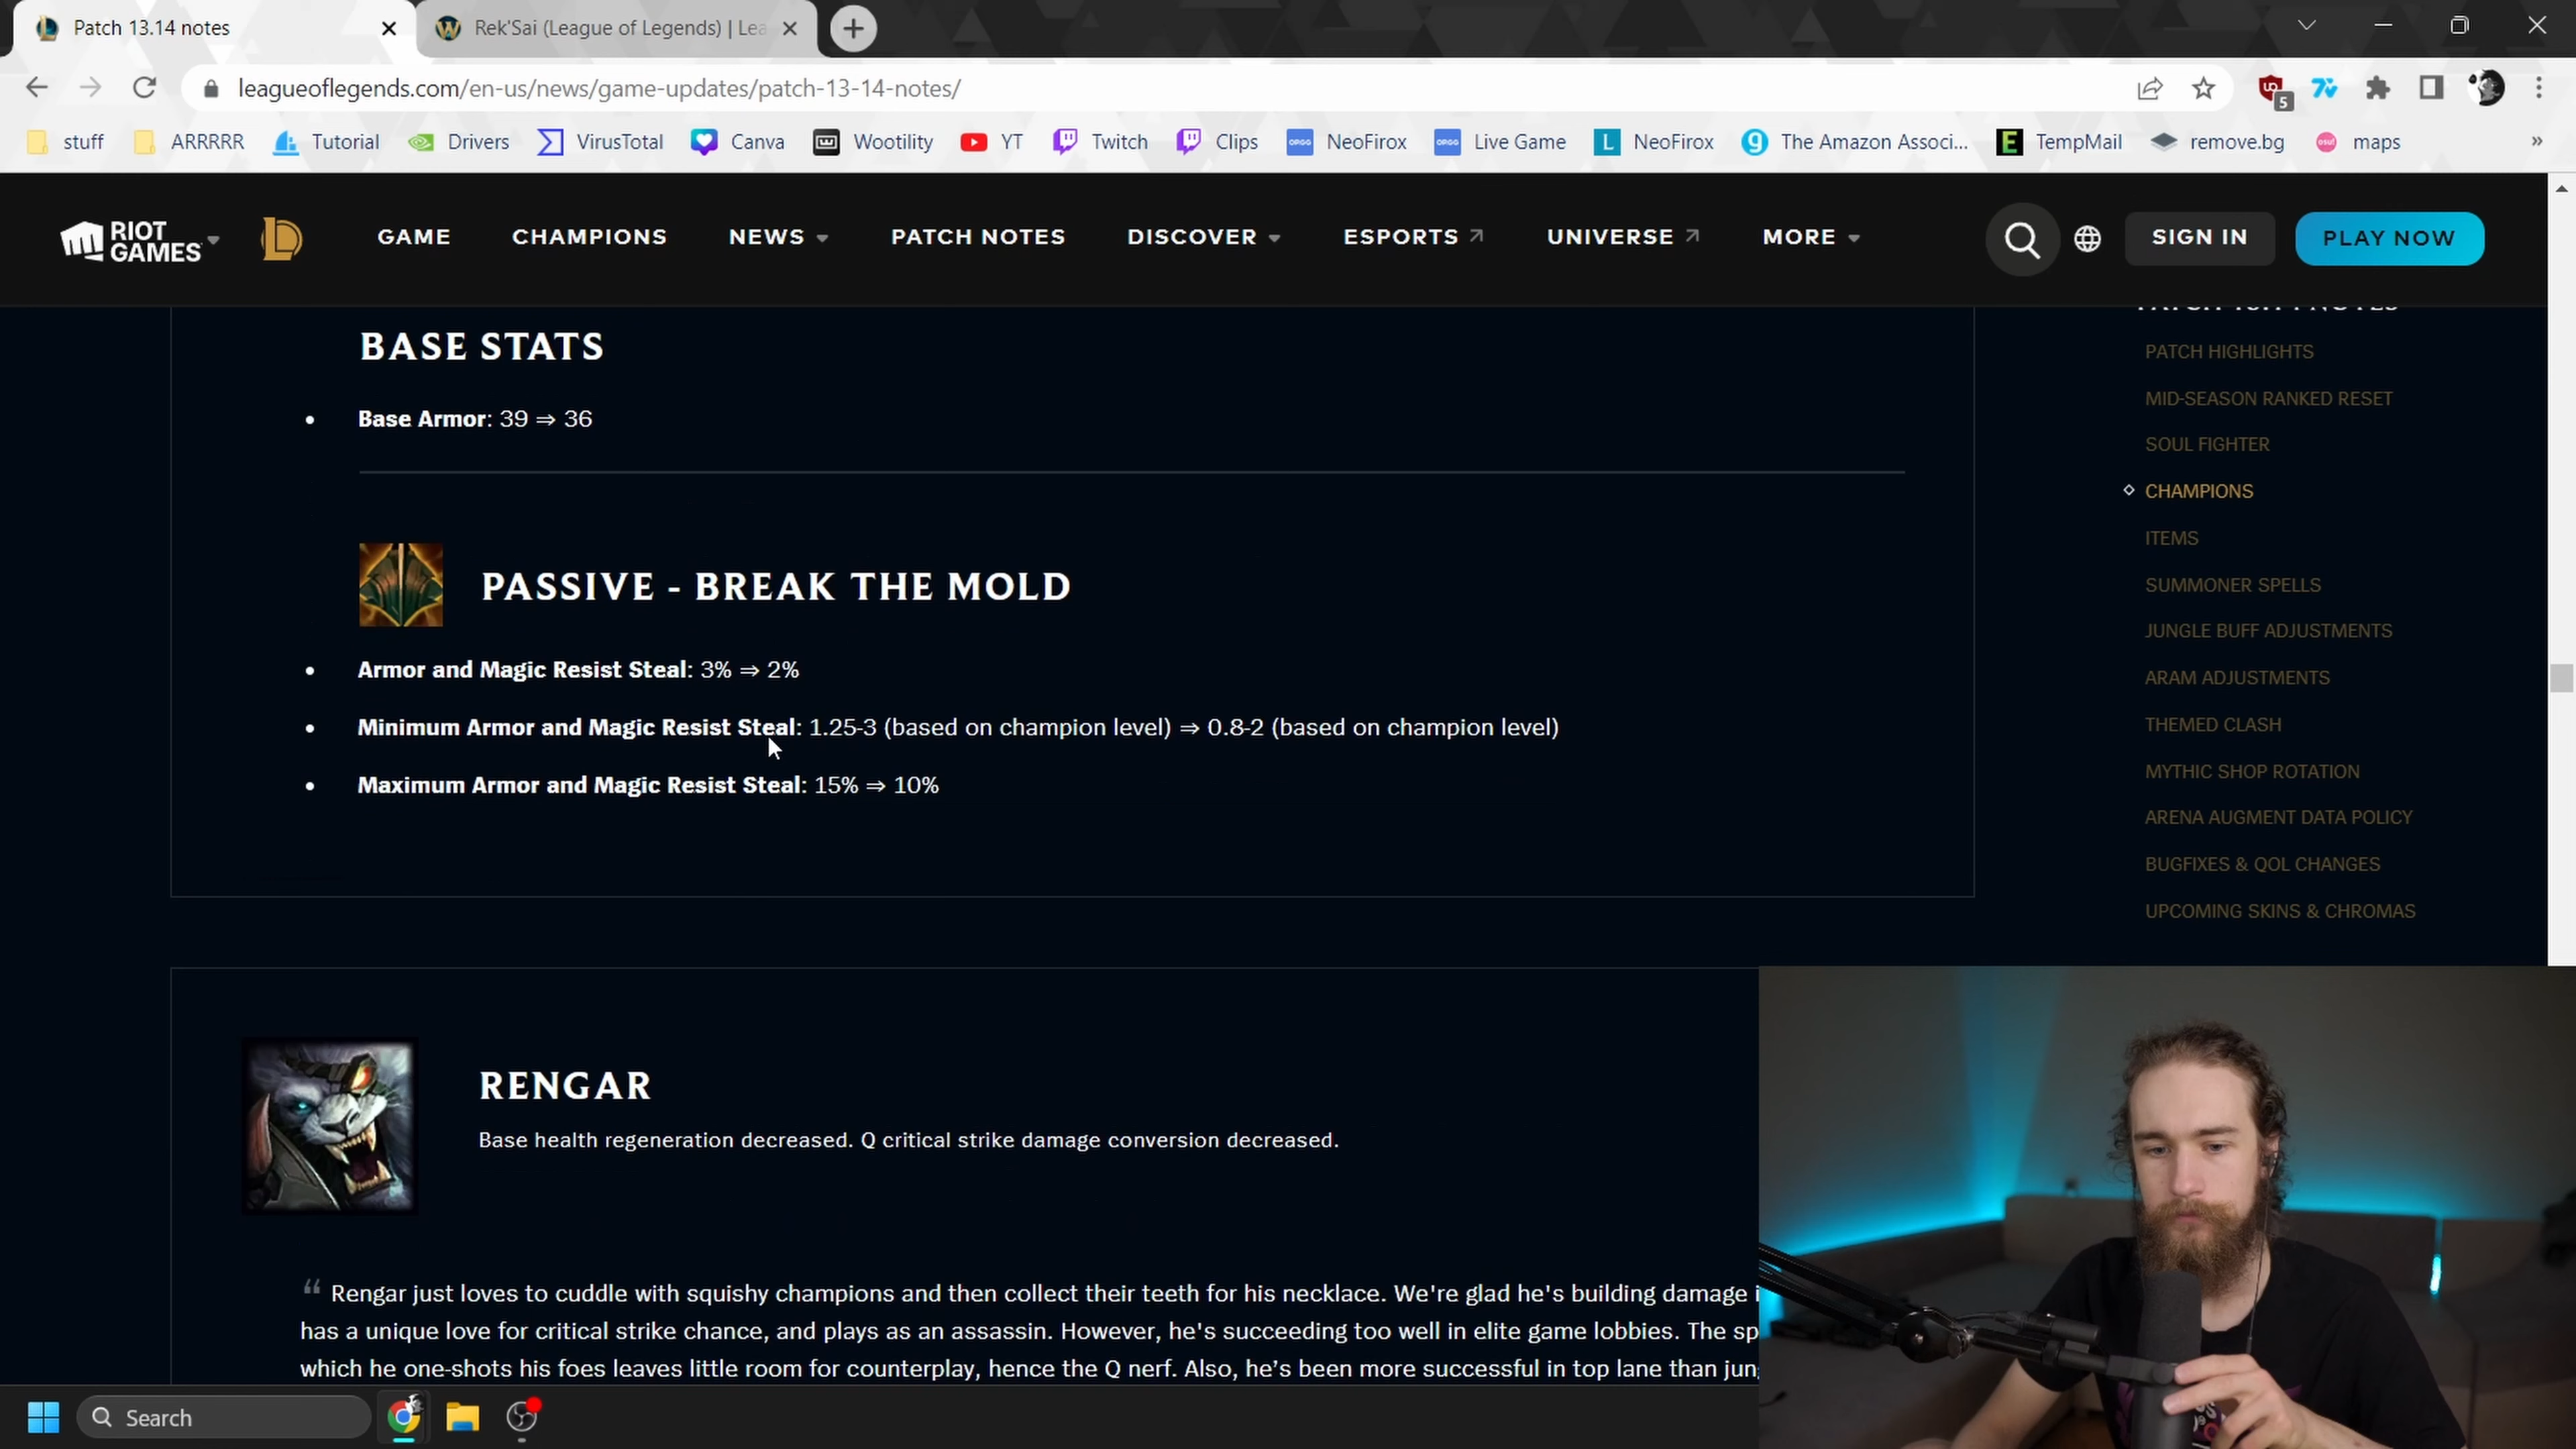 Patch 13.14 notes
Rek'Sai (League of Legends) | Lea
leagueoflegends.com/en-us/news/game-updates/patch-13-14-notes/
5
stuff
ARRRRR
Tutorial
Drivers
VirusTotal
Canva
Wootility
YT
Twitch
Clips
NeoFirox
Live Game
NeoFirox
The Amazon Associ...
TempMail
remove.bg
maps
»
RIOT
GAMES
GAME
CHAMPIONS
NEWS
PATCH NOTES
DISCOVER
ESPORTS
UNIVERSE
MORE
SIGN IN
PLAY NOW
BASE STATS
• Base Armor: 39 ⇒ 36
PASSIVE - BREAK THE MOLD
• Armor and Magic Resist Steal: 3% ⇒ 2%
• Minimum Armor and Magic Resist Steal: 1.25-3 (based on champion level) ⇒ 0.8-2 (based on champion level)
• Maximum Armor and Magic Resist Steal: 15% ⇒ 10%
RENGAR
Base health regeneration decreased. Q critical strike damage conversion decreased.
“ Rengar just loves to cuddle with squishy champions and then collect their teeth for his necklace. We're glad he's building damage
has a unique love for critical strike chance, and plays as an assassin. However, he's succeeding too well in elite game lobbies. The
which he one-shots his foes leaves little room for counterplay, hence the Q nerf. Also, he’s been more successful in top lane than
PATCH HIGHLIGHTS
MID-SEASON RANKED RESET
SOUL FIGHTER
CHAMPIONS
ITEMS
SUMMONER SPELLS
JUNGLE BUFF ADJUSTMENTS
ARAM ADJUSTMENTS
THEMED CLASH
MYTHIC SHOP ROTATION
ARENA AUGMENT DATA POLICY
BUGFIXES & QOL CHANGES
UPCOMING SKINS & CHROMAS
Search